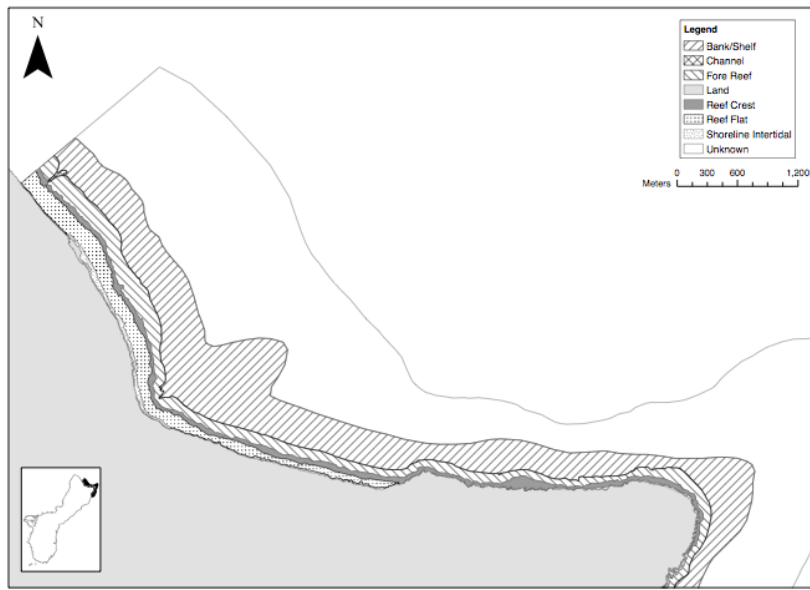 N
Legend
Bank/Shelf
Channel
Fore Reef
Land
Reef Crest
Reef Flat
Shoreline Intertidal
Unknown
Meters 0 300 600 1,200